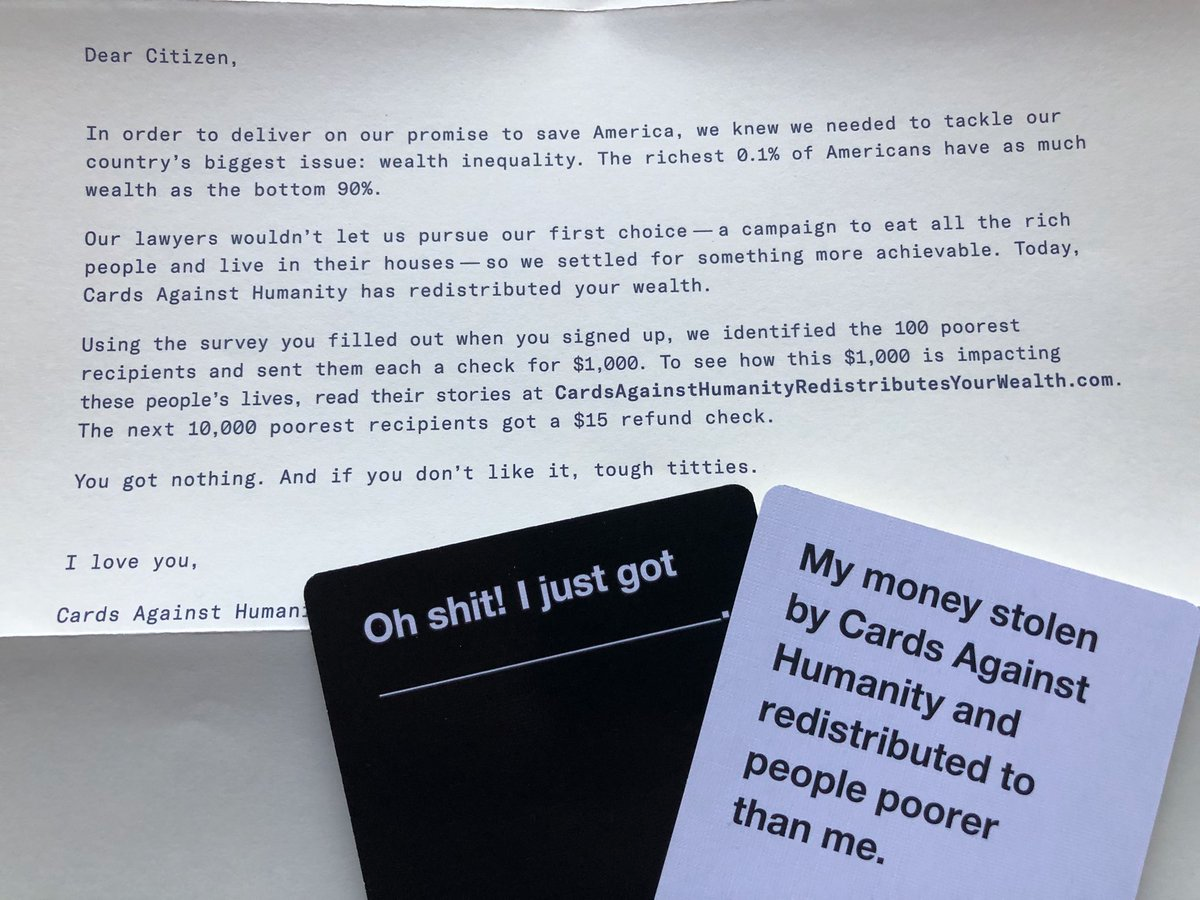 Dear Citizen,
In order to deliver on our promise to save America, we knew we needed to tackle our
country's biggest issue: wealth inequality. The richest 0.1% of Americans have as much
wealth as the bottom 90%.
Our lawyers wouldn't let us pursue our first choice — a campaign to eat all the rich
people and live in their houses — so we settled for something more achievable. Today,
Cards Against Humanity has redistributed your wealth.
Using the survey you filled out when you signed up, we identified the 100 poorest
recipients and sent them each a check for $1,000. To see how this $1,000 is impacting
these people's lives, read their stories at CardsAgainstHumanityRedistributesYourWealth.com.
The next 10,000 poorest recipients got a $15 refund check.
You got nothing. And if you don't like it, tough titties.
I love you,
Cards Against Humani
Oh shit! I just got
____________.
My money stolen
by Cards Against
Humanity and
redistributed to
people poorer
than me.